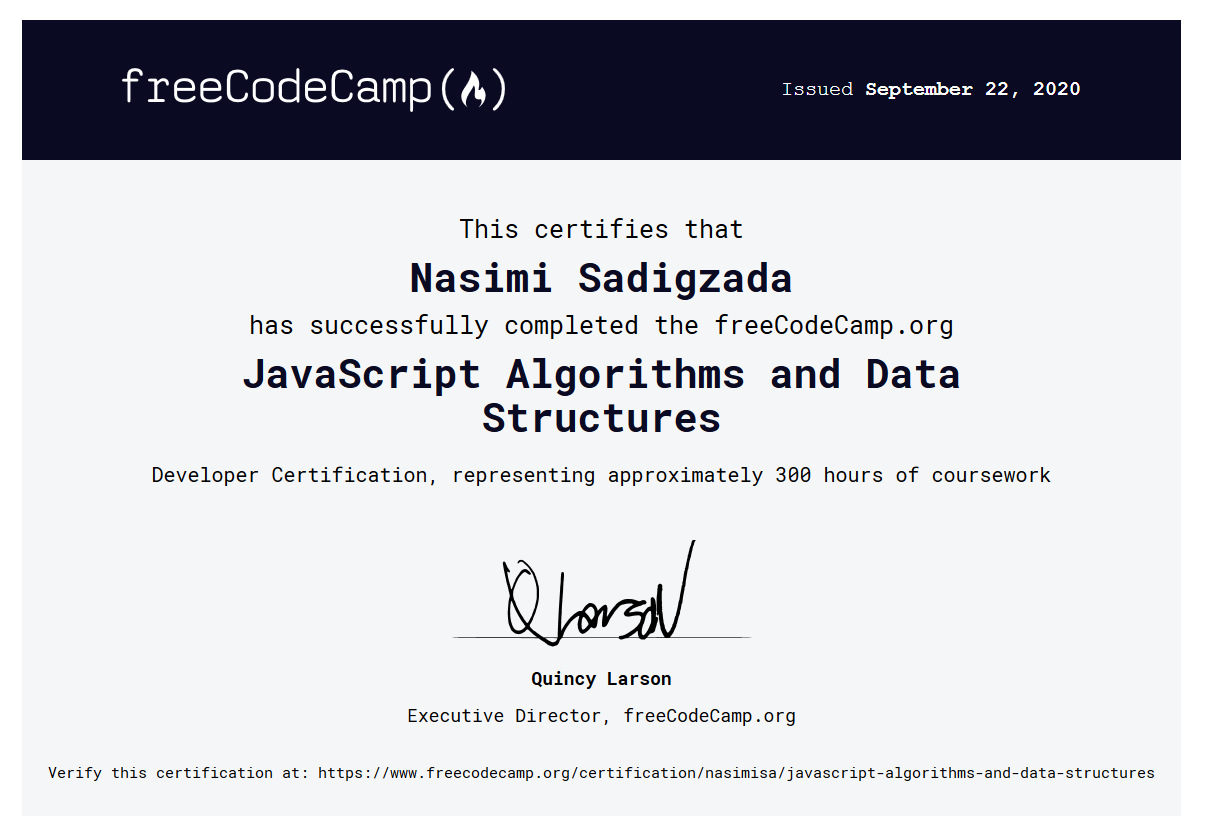 freeCodeCamp()
Issued September 22, 2020
This certifies that
Nasimi Sadigzada
has successfully completed the freeCodeCamp.org
JavaScript Algorithms and Data
Structures
Developer Certification, representing approximately 300 hours of coursework
Q Larson
Quincy Larson
Executive Director, freeCodeCamp.org
Verify this certification at: https://www.freecodecamp.org/certification/nasimisa/javascript-algorithms-and-data-structures